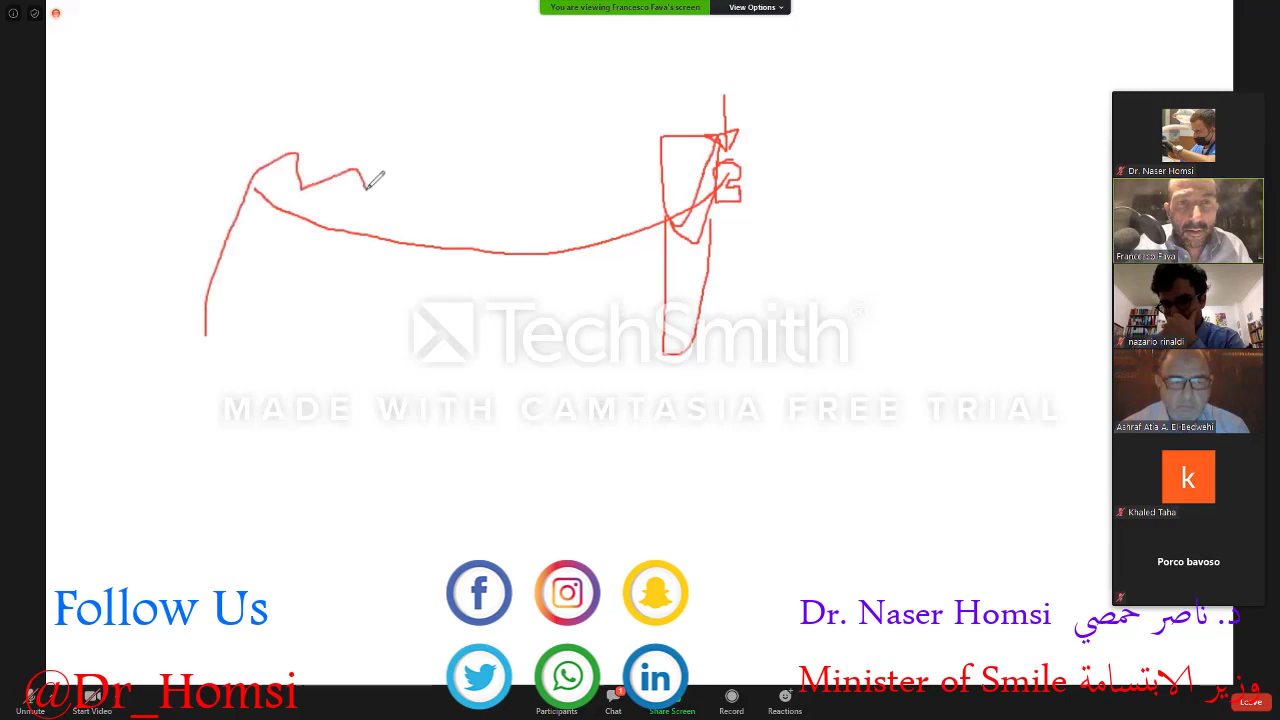 You are viewing Francesco Fava's screen
View Options
Dr. Naser Homsi
Francesco Fava
nazario rinaldi
Ashraf Atia A. El-Bedwehi
k
Khaled Taha
Porco bavoso
TechSmith
MADE WITH CAMTASIA FREE TRIAL
Follow Us
@Dr_Homsi
Dr. Naser Homsi د. ناصر حمصي
Minister of Smile وزير الابتسامة
Unmute
Start Video
Participants
1
Chat
Share Screen
Record
Reactions
Leave